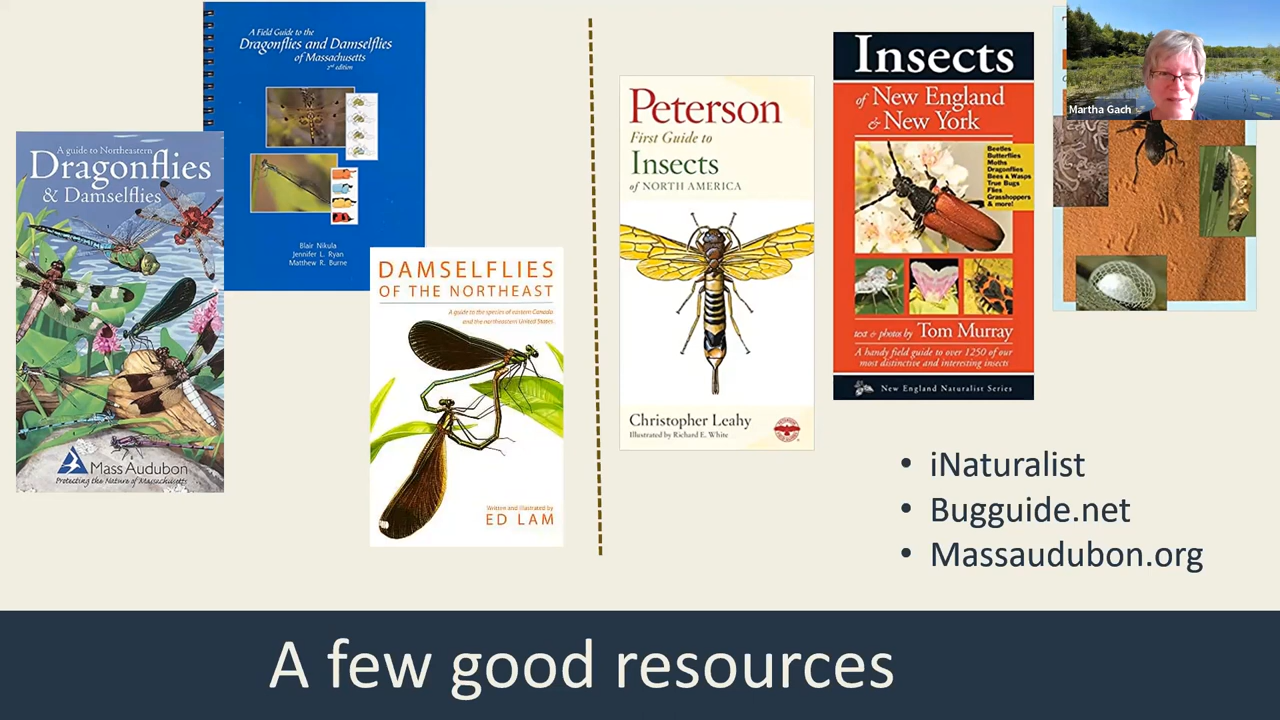 A guide to Northeastern
Dragonflies
& Damselflies
Mass Audubon
Protecting the Nature of Massachusetts
A Field Guide to the
Dragonflies and Damselflies
of Massachusetts
2nd edition
Blair Nikula
Jennifer L. Ryan
Matthew R. Burne
DAMSELFLIES
OF THE NORTHEAST
A guide to the species of eastern Canada
and the northeastern United States
Written and illustrated by
ED LAM
Peterson
First Guide to
Insects
of NORTH AMERICA
Christopher Leahy
Illustrated by Richard E. White
Insects
of New England
& New York
Beetles
Butterflies
Moths
Dragonflies
Bees & Wasps
True Bugs
Flies
Grasshoppers
& more!
text & photos by Tom Murray
A handy field guide to over 1250 of our
most distinctive and interesting insects
New England Naturalist Series
Martha Gach
• iNaturalist
• Bugguide.net
• Massaudubon.org
A few good resources